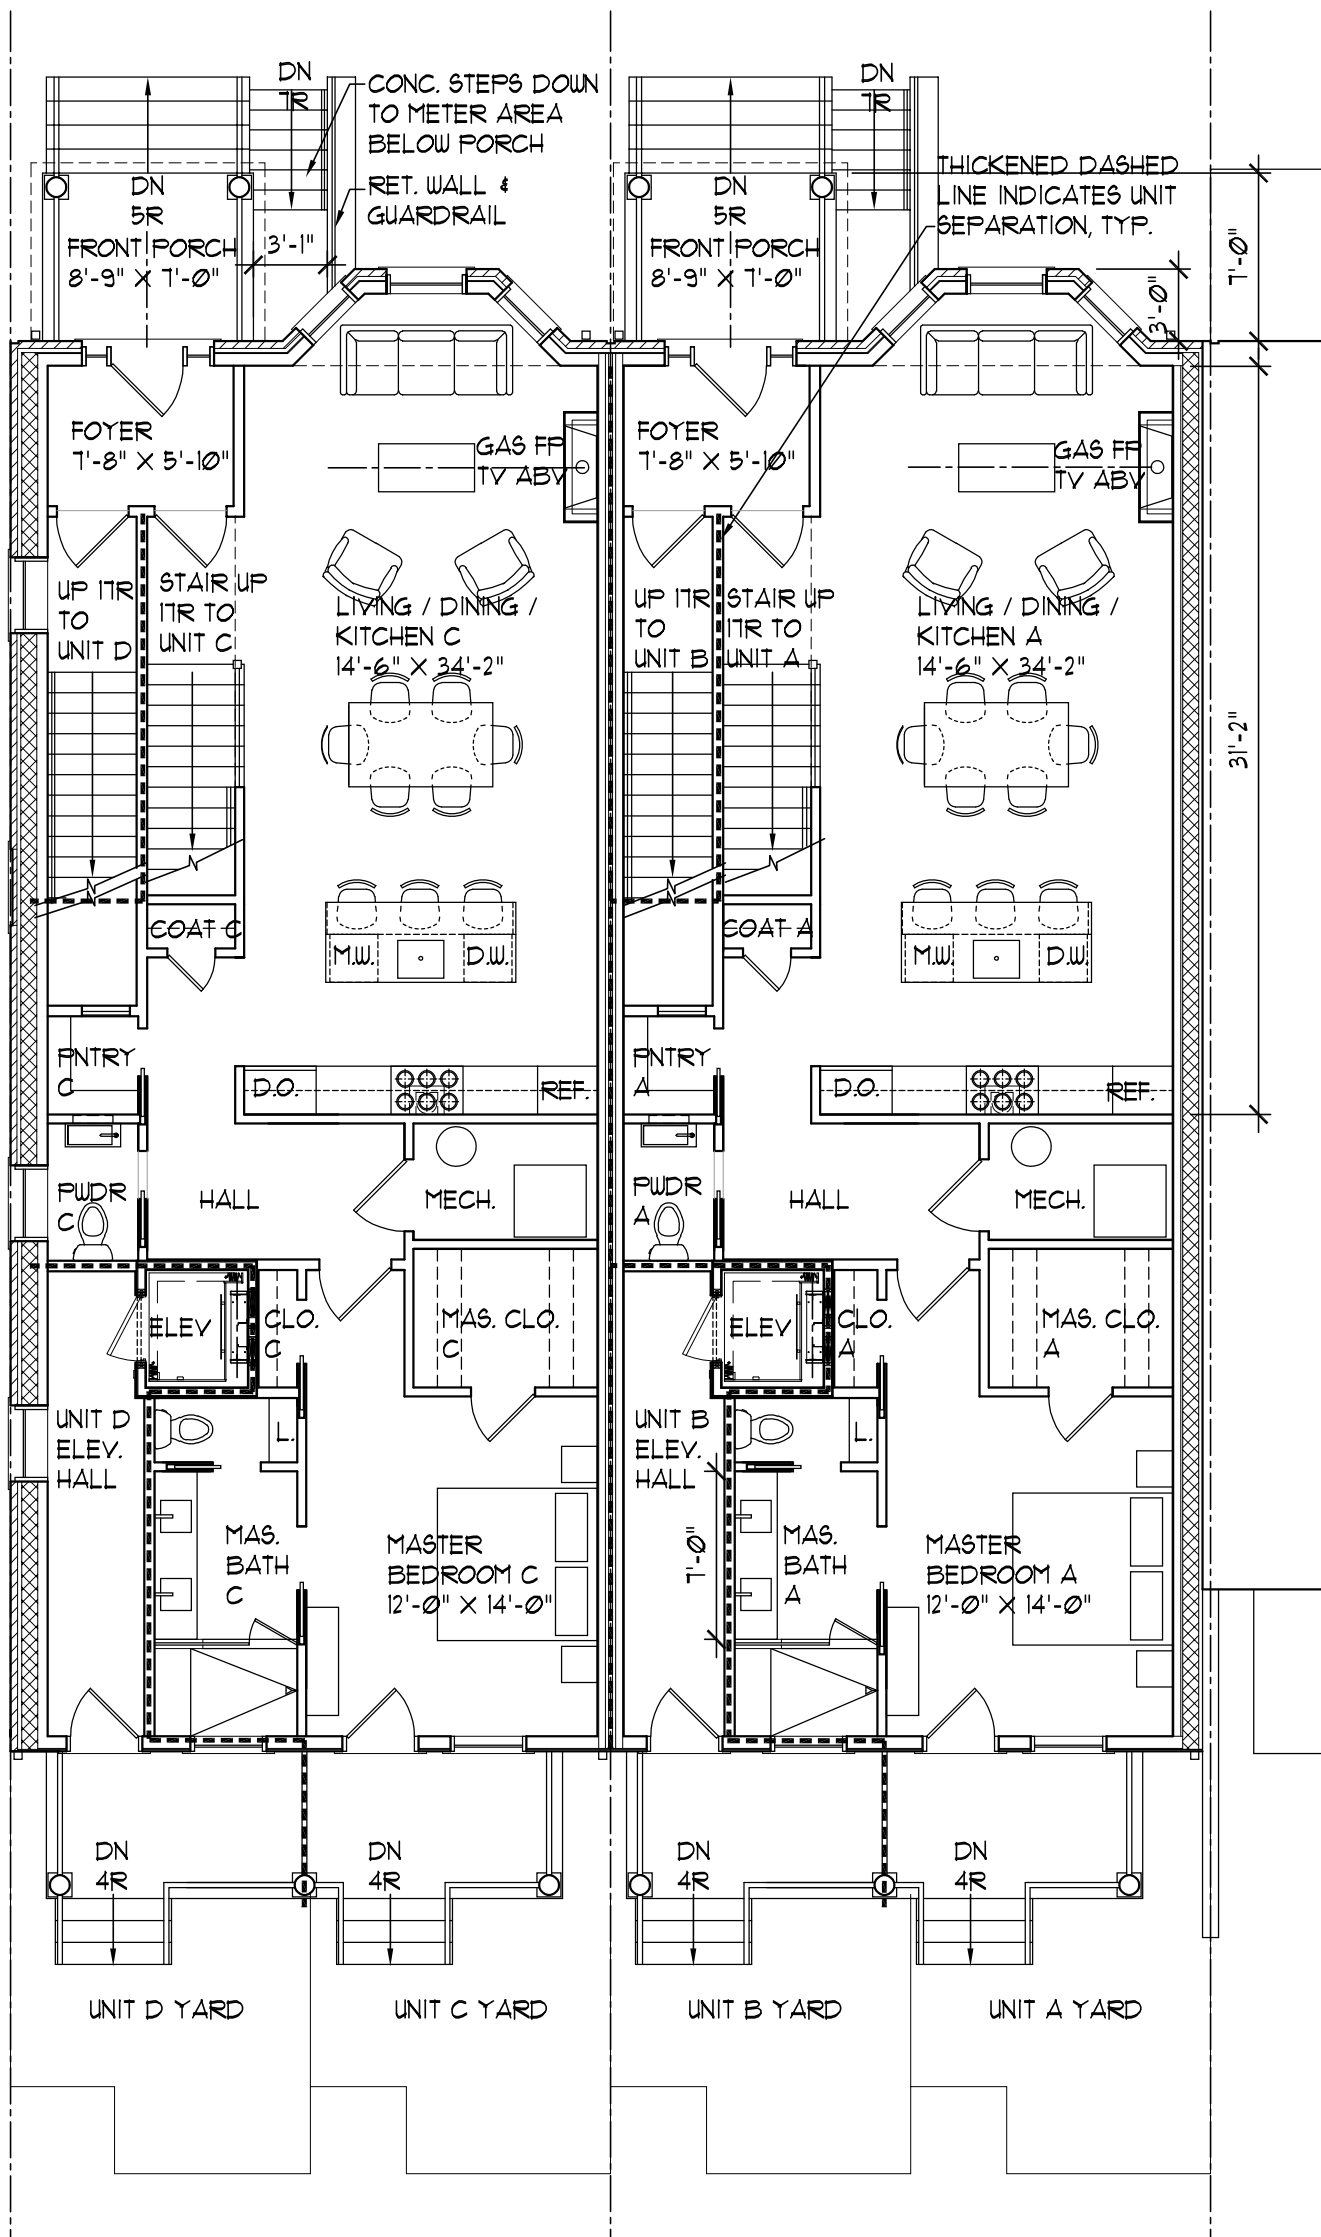 DN
7R
CONC. STEPS DOWN
TO METER AREA
BELOW PORCH
RET. WALL &
GUARDRAIL
DN
5R
FRONT PORCH
8'-9" X 7'-0"
3'-1"
DN
7R
THICKENED DASHED
LINE INDICATES UNIT
SEPARATION, TYP.
DN
5R
FRONT PORCH
8'-9" X 7'-0"
3'-0"
7'-0"
31'-2"
FOYER
7'-8" X 5'-10"
GAS FP
TV ABV
FOYER
7'-8" X 5'-10"
GAS FP
TV ABV
UP 17R
TO
UNIT D
STAIR UP
17R TO
UNIT C
LIVING / DINING /
KITCHEN C
14'-6" X 34'-2"
UP 17R
TO
UNIT B
STAIR UP
17R TO
UNIT A
LIVING / DINING /
KITCHEN A
14'-6" X 34'-2"
COAT C
M.W.
D.W.
COAT A
M.W.
D.W.
PNTRY
C
D.O.
REF.
PNTRY
A
D.O.
REF.
PWDR
C
HALL
MECH.
PWDR
A
HALL
MECH.
ELEV
CLO.
C
MAS. CLO.
C
ELEV
CLO.
A
MAS. CLO.
A
UNIT D
ELEV.
HALL
L.
UNIT B
ELEV.
HALL
L.
MAS.
BATH
C
MASTER
BEDROOM C
12'-0" X 14'-0"
7'-0"
MAS.
BATH
A
MASTER
BEDROOM A
12'-0" X 14'-0"
DN
4R
DN
4R
DN
4R
DN
4R
UNIT D YARD
UNIT C YARD
UNIT B YARD
UNIT A YARD